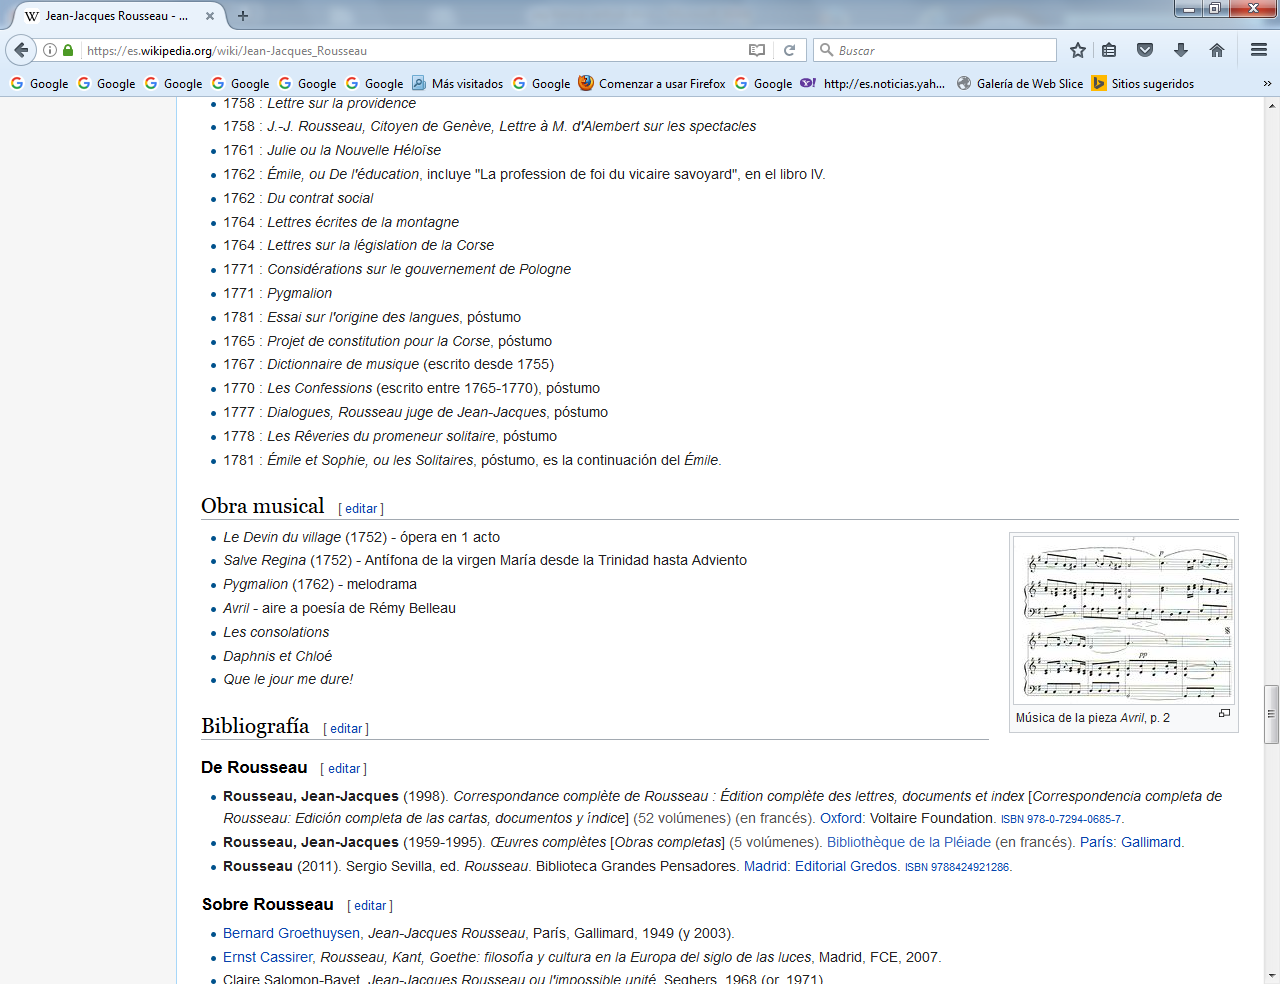 Jean-Jacques Rousseau - ...
https://es.wikipedia.org/wiki/Jean-Jacques_Rousseau
Buscar
Google Google Google Google Google Google Más visitados Google Comenzar a usar Firefox Google http://es.noticias.yah... Galería de Web Slice Sitios sugeridos
1758 : Lettre sur la providence
1758 : J.-J. Rousseau, Citoyen de Genève, Lettre à M. d'Alembert sur les spectacles
1761 : Julie ou la Nouvelle Héloïse
1762 : Émile, ou De l'éducation, incluye "La profession de foi du vicaire savoyard", en el libro IV.
1762 : Du contrat social
1764 : Lettres écrites de la montagne
1764 : Lettres sur la législation de la Corse
1771 : Considérations sur le gouvernement de Pologne
1771 : Pygmalion
1781 : Essai sur l'origine des langues, póstumo
1765 : Projet de constitution pour la Corse, póstumo
1767 : Dictionnaire de musique (escrito desde 1755)
1770 : Les Confessions (escrito entre 1765-1770), póstumo
1777 : Dialogues, Rousseau juge de Jean-Jacques, póstumo
1778 : Les Rêveries du promeneur solitaire, póstumo
1781 : Émile et Sophie, ou les Solitaires, póstumo, es la continuación del Émile.
Obra musical [ editar ]
Le Devin du village (1752) - ópera en 1 acto
Salve Regina (1752) - Antífona de la virgen María desde la Trinidad hasta Adviento
Pygmalion (1762) - melodrama
Avril - aire a poesía de Rémy Belleau
Les consolations
Daphnis et Chloé
Que le jour me dure!
p
pp
Música de la pieza Avril, p. 2
Bibliografía [ editar ]
De Rousseau [ editar ]
Rousseau, Jean-Jacques (1998). Correspondance complète de Rousseau : Édition complète des lettres, documents et index [Correspondencia completa de
Rousseau: Edición completa de las cartas, documentos y índice] (52 volúmenes) (en francés). Oxford: Voltaire Foundation. ISBN 978-0-7294-0685-7.
Rousseau, Jean-Jacques (1959-1995). Œuvres complètes [Obras completas] (5 volúmenes). Bibliothèque de la Pléiade (en francés). París: Gallimard.
Rousseau (2011). Sergio Sevilla, ed. Rousseau. Biblioteca Grandes Pensadores. Madrid: Editorial Gredos. ISBN 9788424921286.
Sobre Rousseau [ editar ]
Bernard Groethuysen, Jean-Jacques Rousseau, París, Gallimard, 1949 (y 2003).
Ernst Cassirer, Rousseau, Kant, Goethe: filosofía y cultura en la Europa del siglo de las luces, Madrid, FCE, 2007.
Claire Salomon-Bayet, Jean-Jacques Rousseau ou l'impossible unité, Seghers, 1968 (or. 1971)